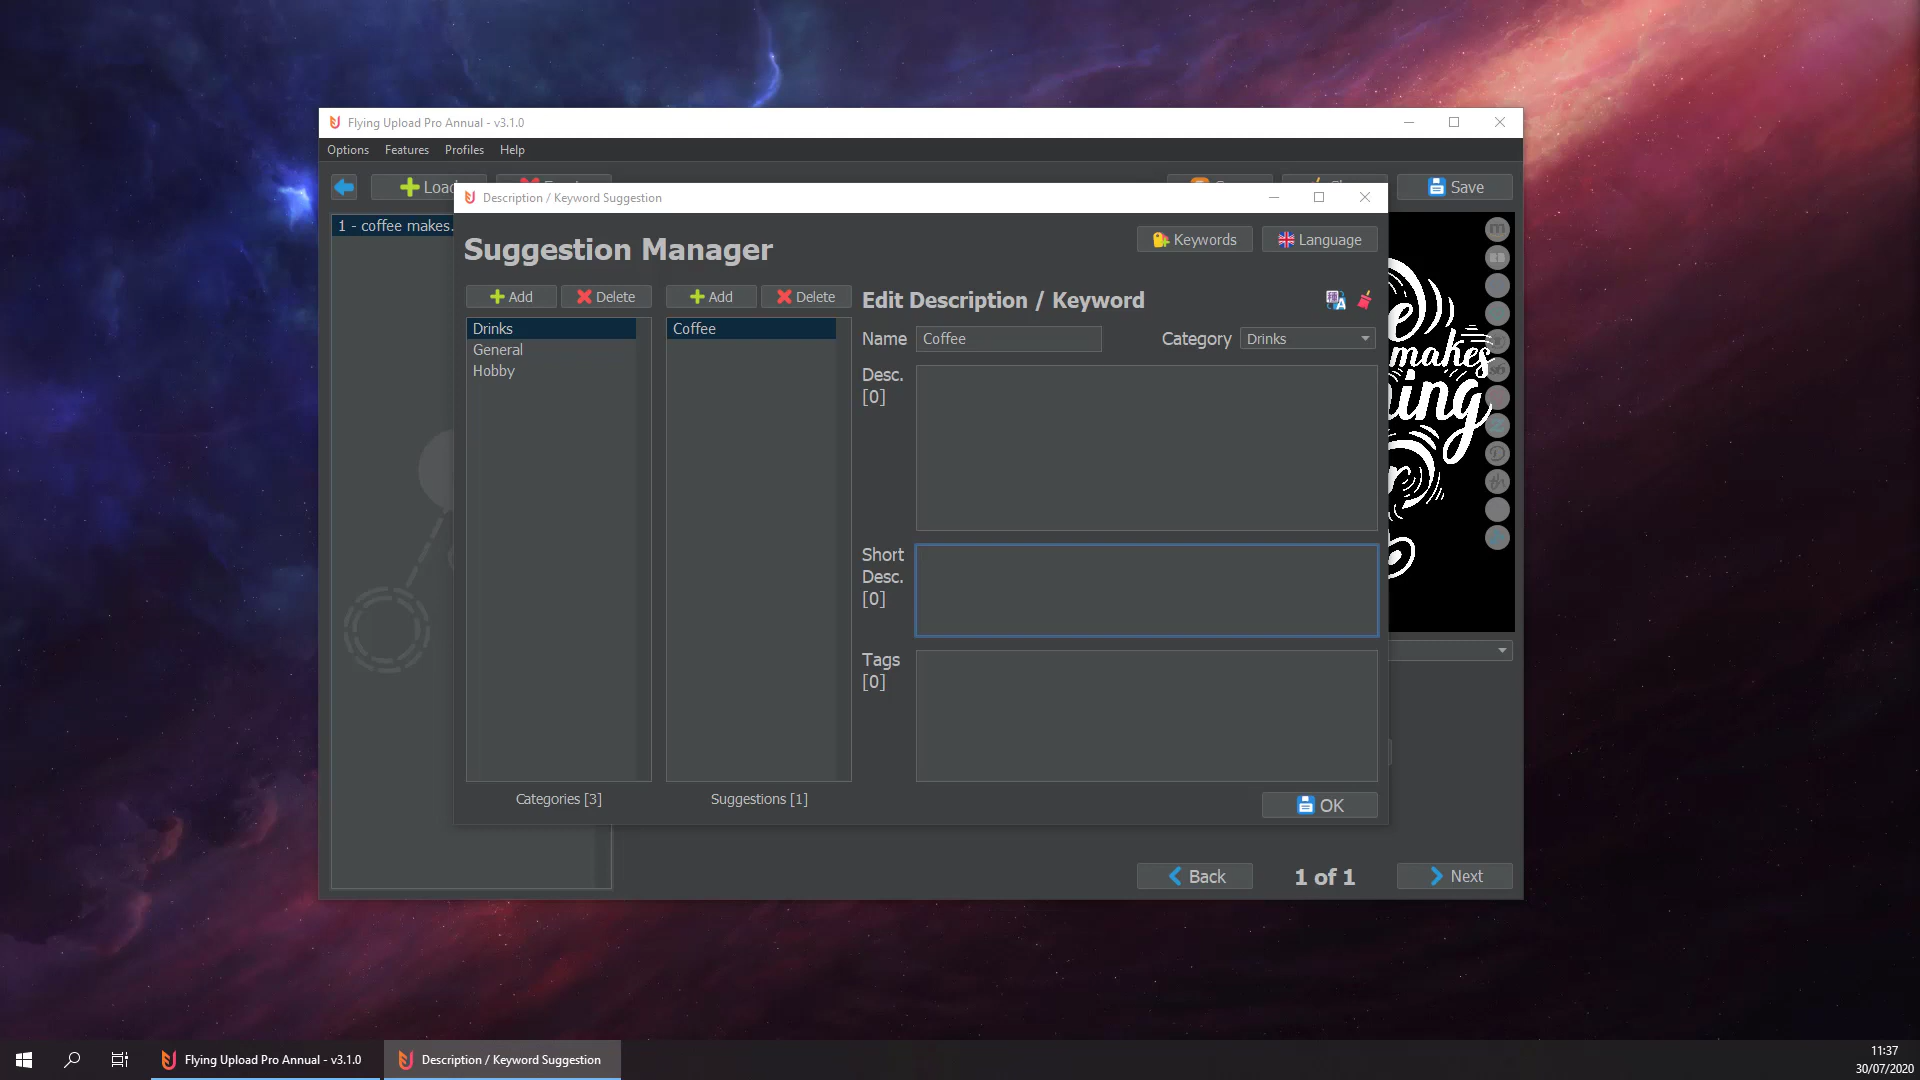 Flying Upload Pro Annual - v3.1.0
Options Features Profiles Help
Load
Save
1 - coffee makes.
Description / Keyword Suggestion
Suggestion Manager
Keywords
Language
Add Delete Add Delete
Edit Description / Keyword
Drinks
General
Hobby
Coffee
Name Coffee Category Drinks
Desc.
[0]
Short
Desc.
[0]
Tags
[0]
Categories [3]
Suggestions [1]
OK
makes
Back
1 of 1
Next
Flying Upload Pro Annual - v3.1.0
Description / Keyword Suggestion
11:37
30/07/2020